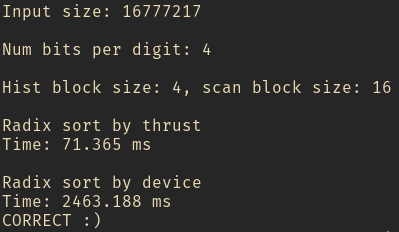 Input size: 16777217
Num bits per digit: 4
Hist block size: 4, scan block size: 16
Radix sort by thrust
Time: 71.365 ms
Radix sort by device
Time: 2463.188 ms
CORRECT :)